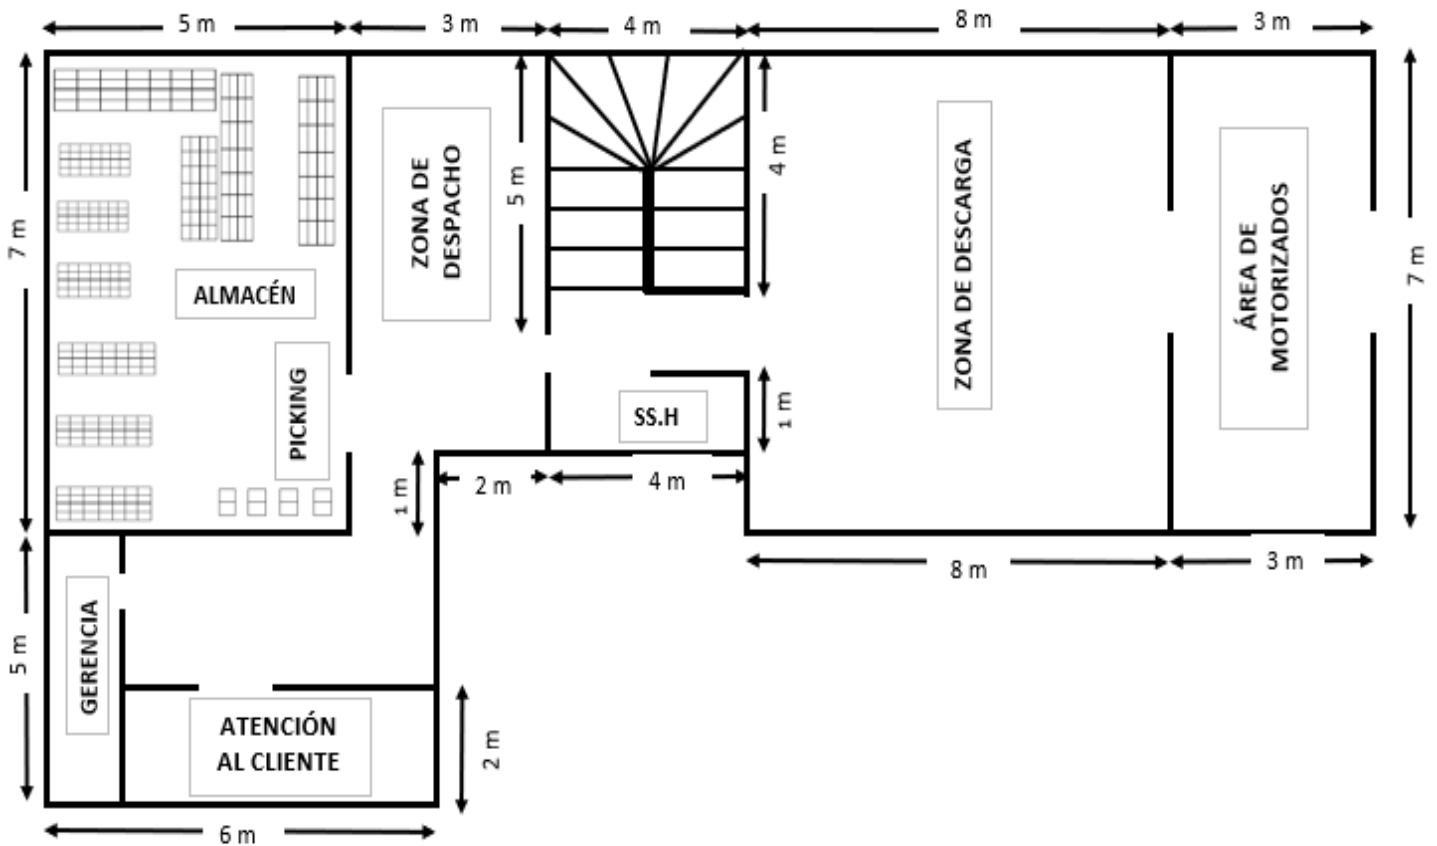 5 m
3 m
4 m
8 m
3 m
7 m
ALMACÉN
PICKING
ZONA DE
DESPACHO
5 m
4 m
SS.H
1 m
ZONA DE DESCARGA
ÁREA DE
MOTORIZADOS
7 m
1 m
2 m
4 m
8 m
3 m
5 m
GERENCIA
ATENCIÓN
AL CLIENTE
2 m
6 m